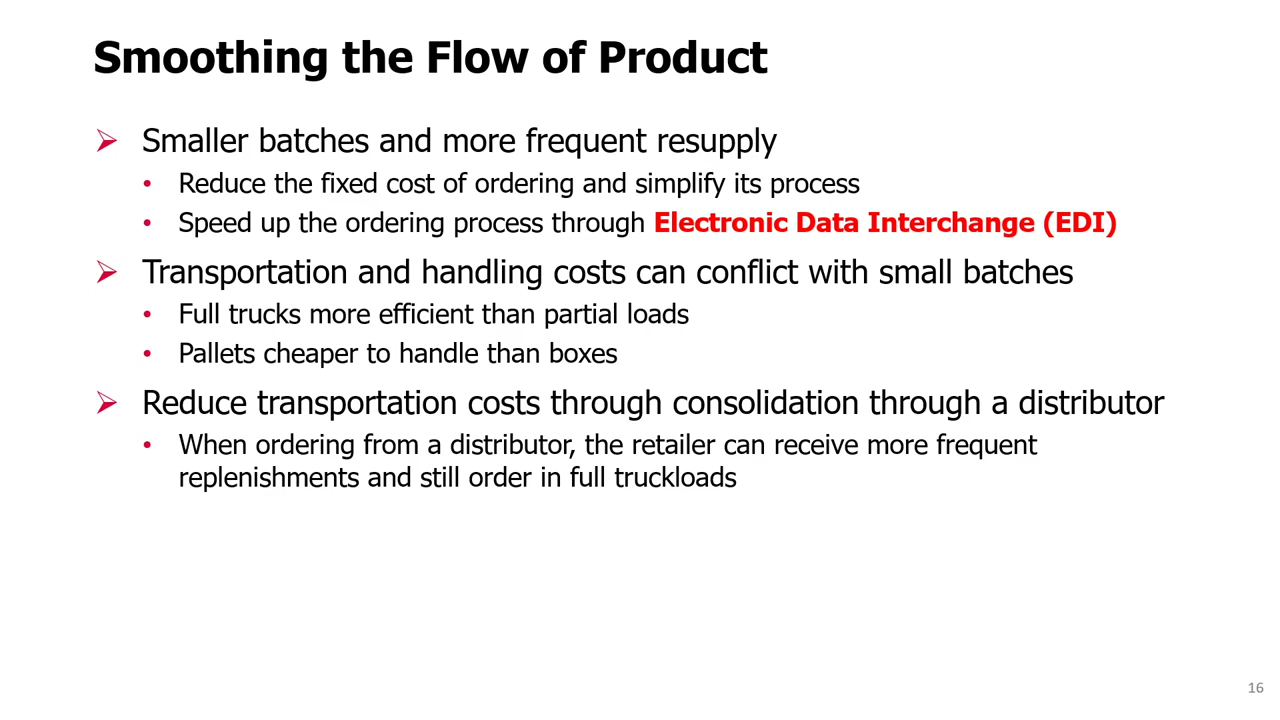 Smoothing the Flow of Product
➢ Smaller batches and more frequent resupply
• Reduce the fixed cost of ordering and simplify its process
• Speed up the ordering process through Electronic Data Interchange (EDI)
➢ Transportation and handling costs can conflict with small batches
• Full trucks more efficient than partial loads
• Pallets cheaper to handle than boxes
➢ Reduce transportation costs through consolidation through a distributor
• When ordering from a distributor, the retailer can receive more frequent
replenishments and still order in full truckloads
16